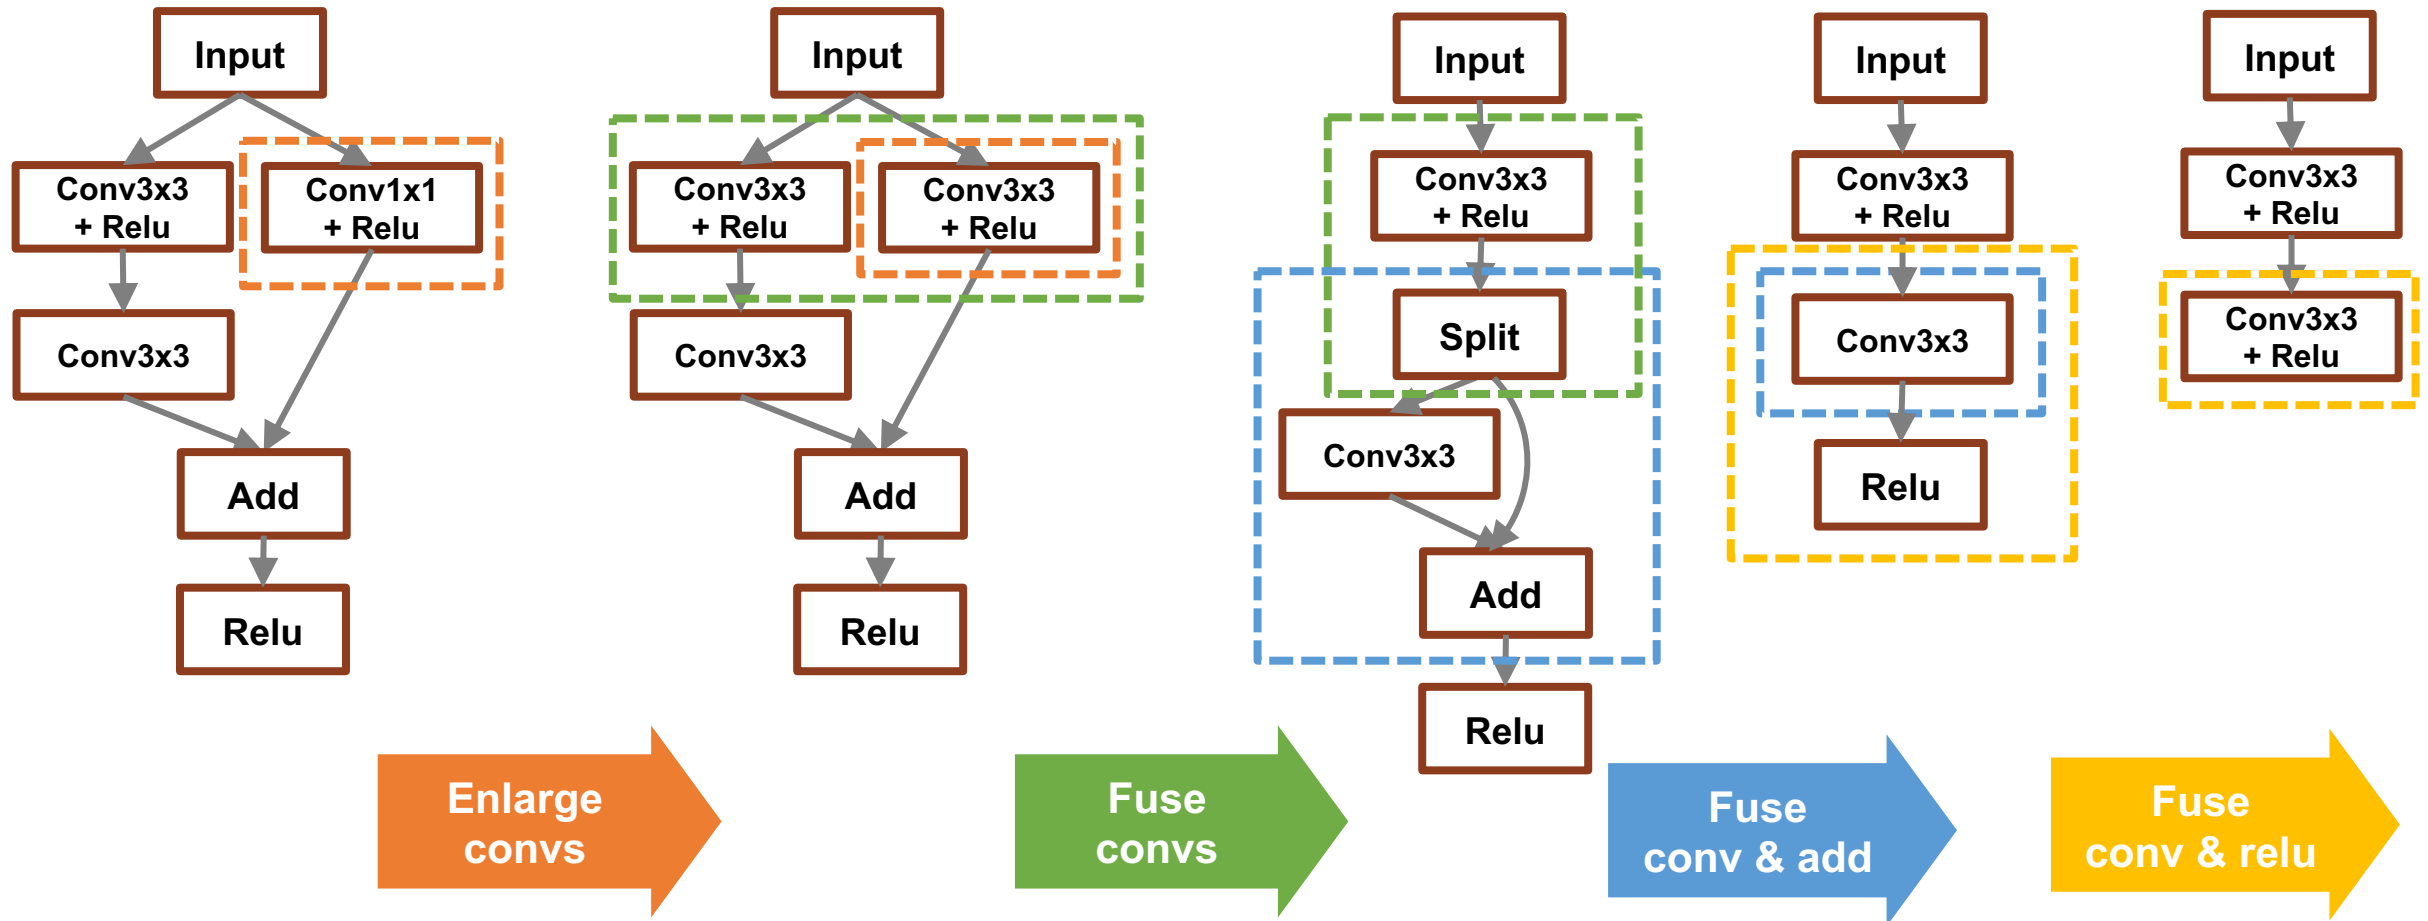 Input
Conv3x3
+ Relu
Conv1x1
+ Relu
Conv3x3
Add
Relu
Input
Conv3x3
+ Relu
Conv3x3
+ Relu
Conv3x3
Add
Relu
Input
Conv3x3
+ Relu
Split
Conv3x3
Add
Relu
Input
Conv3x3
+ Relu
Conv3x3
Relu
Input
Conv3x3
+ Relu
Conv3x3
+ Relu
Enlarge
convs
Fuse
convs
Fuse
conv & add
Fuse
conv & relu